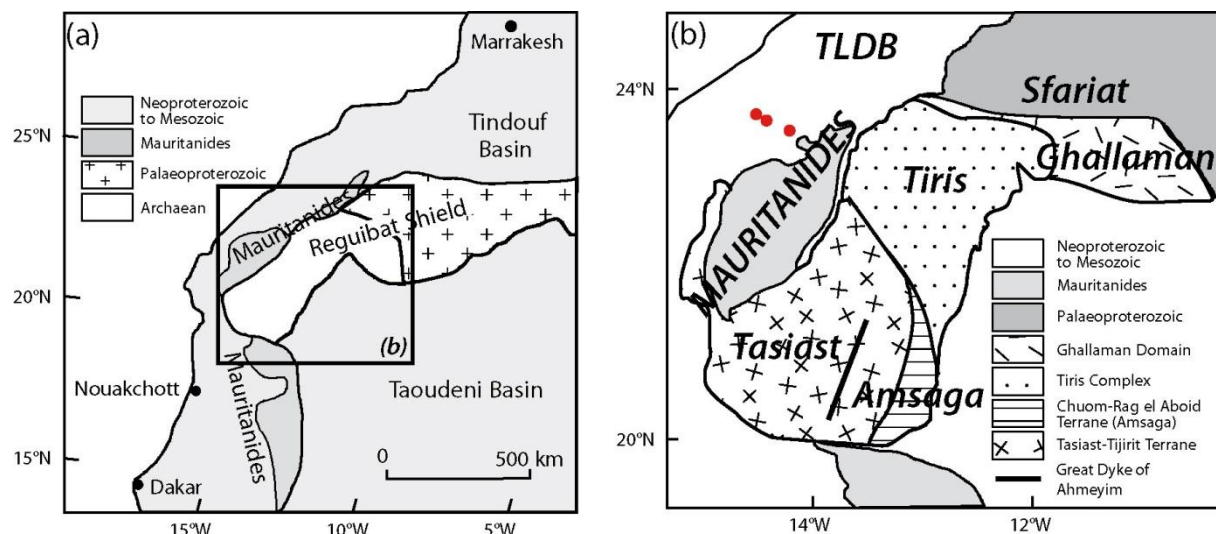 (a)
Marrakesh
Neoproterozoic
to Mesozoic
Mauritanides
Palaeoproterozoic
Archaean
Tindouf
Basin
Mauritanides
Reguibat Shield
(b)
Mauritanides
Nouakchott
Taoudeni Basin
Dakar
0 500 km
25°N
20°N
15°N
15°W 10°W 5°W
(b)
TLDB
24°N
Sfariat
Ghallaman
MAURITANIDES
Tiris
Tasiast
Amsaga
20°N
Neoproterozoic
to Mesozoic
Mauritanides
Palaeoproterozoic
Ghallaman Domain
Tiris Complex
Chuom-Rag el Aboid
Terrane (Amsaga)
Tasiast-Tijirit Terrane
Great Dyke of
Ahmeyim
14°W 12°W